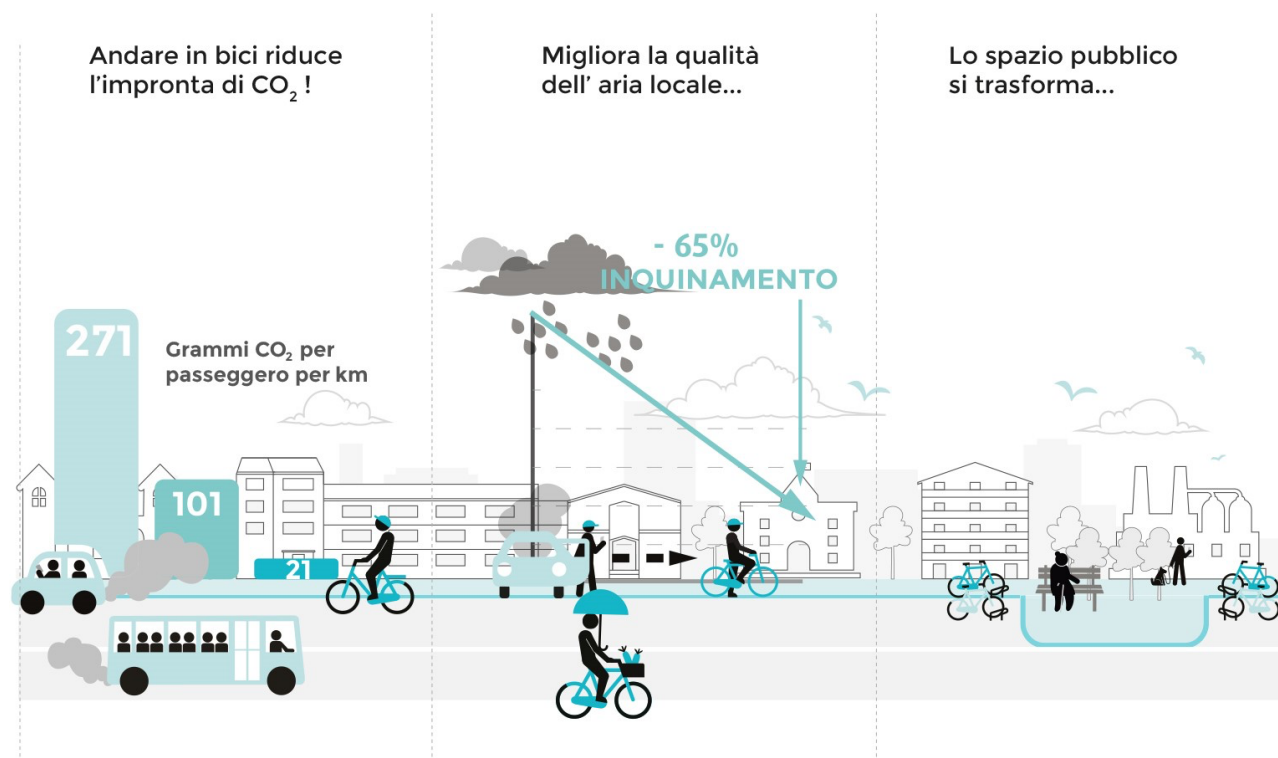 Andare in bici riduce
l'impronta di CO₂ !
Migliora la qualità
dell' aria locale...
Lo spazio pubblico
si trasforma...
- 65%
INQUINAMENTO
271
Grammi CO₂ per
passeggero per km
101
21